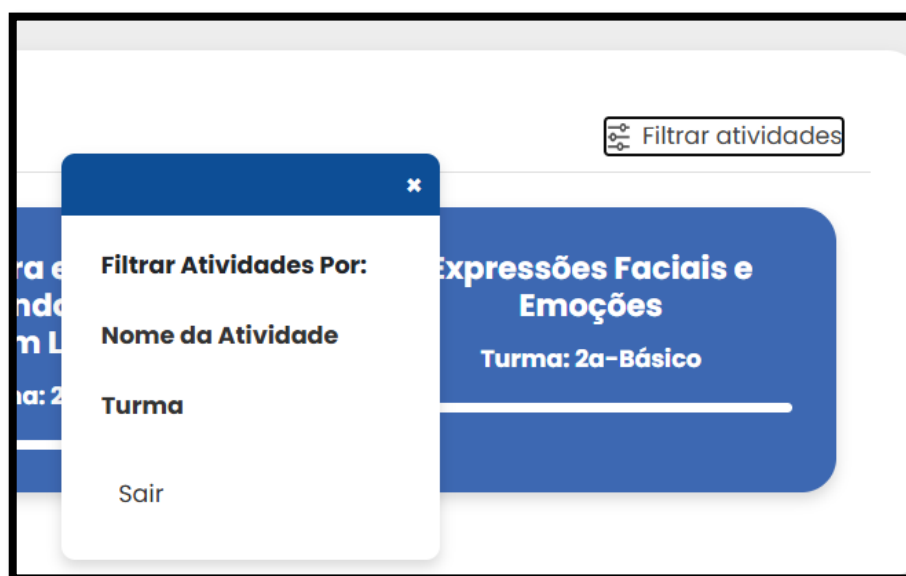 Filtrar atividades
Filtrar Atividades Por:
Nome da Atividade
Turma
Sair
Expressões Faciais e
Emoções
Turma: 2a-Básico